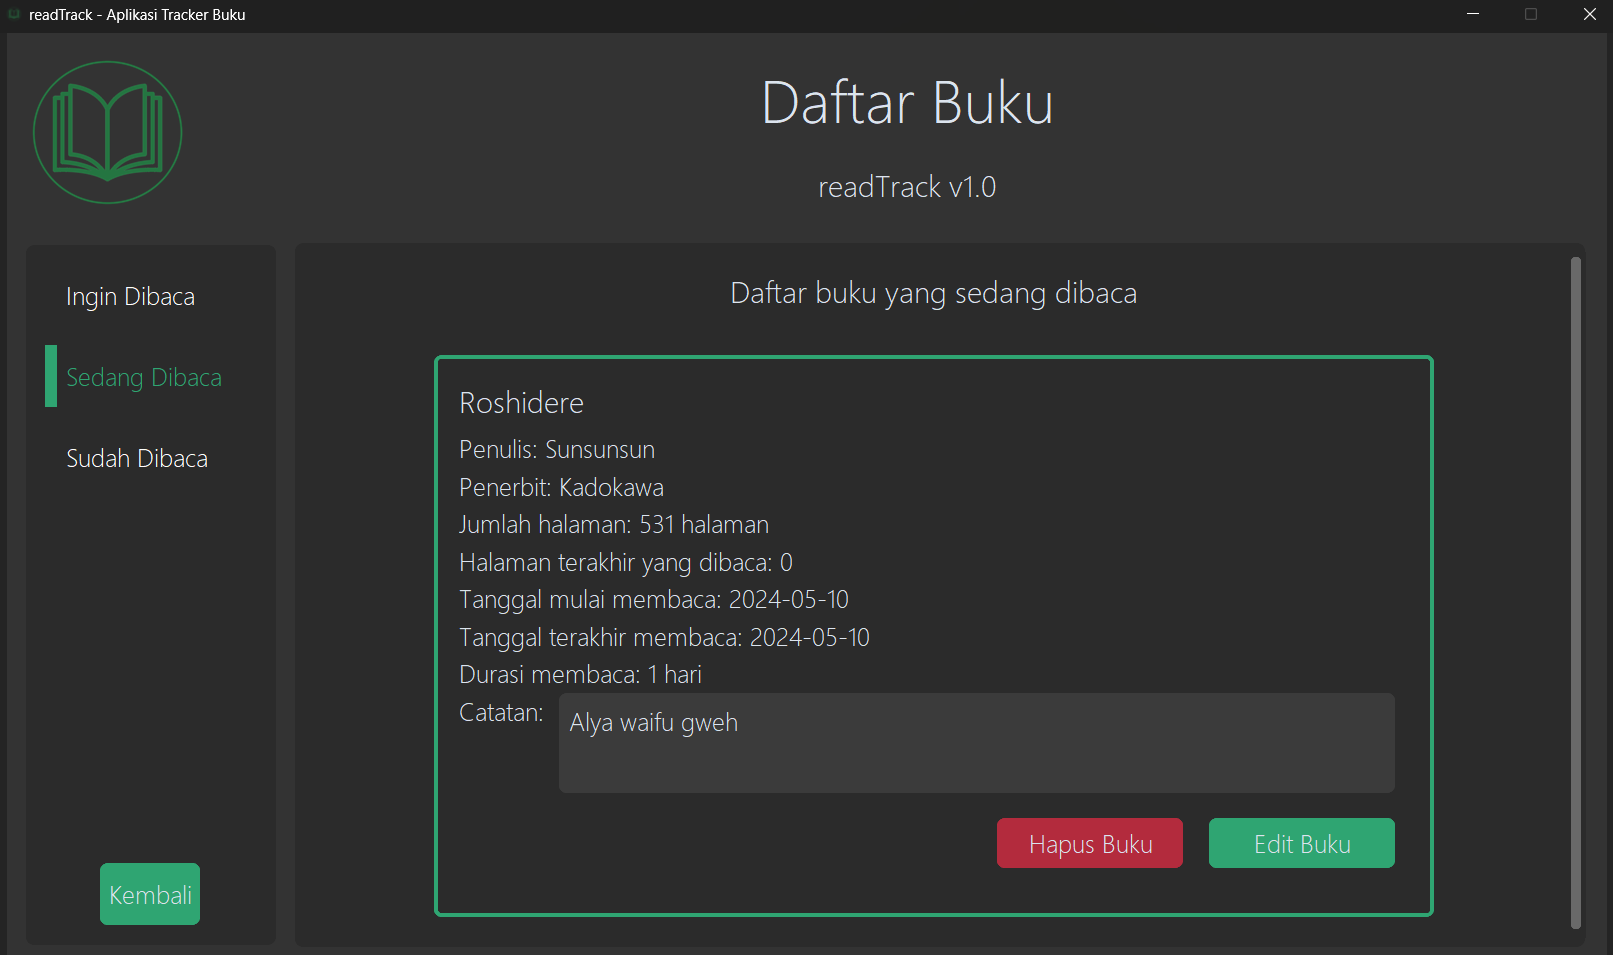 readTrack - Aplikasi Tracker Buku
Daftar Buku
readTrack v1.0
Ingin Dibaca
Sedang Dibaca
Sudah Dibaca
Kembali
Daftar buku yang sedang dibaca
Roshidere
Penulis: Sunsunsun
Penerbit: Kadokawa
Jumlah halaman: 531 halaman
Halaman terakhir yang dibaca: 0
Tanggal mulai membaca: 2024-05-10
Tanggal terakhir membaca: 2024-05-10
Durasi membaca: 1 hari
Catatan: Alya waifu gweh
Hapus Buku
Edit Buku